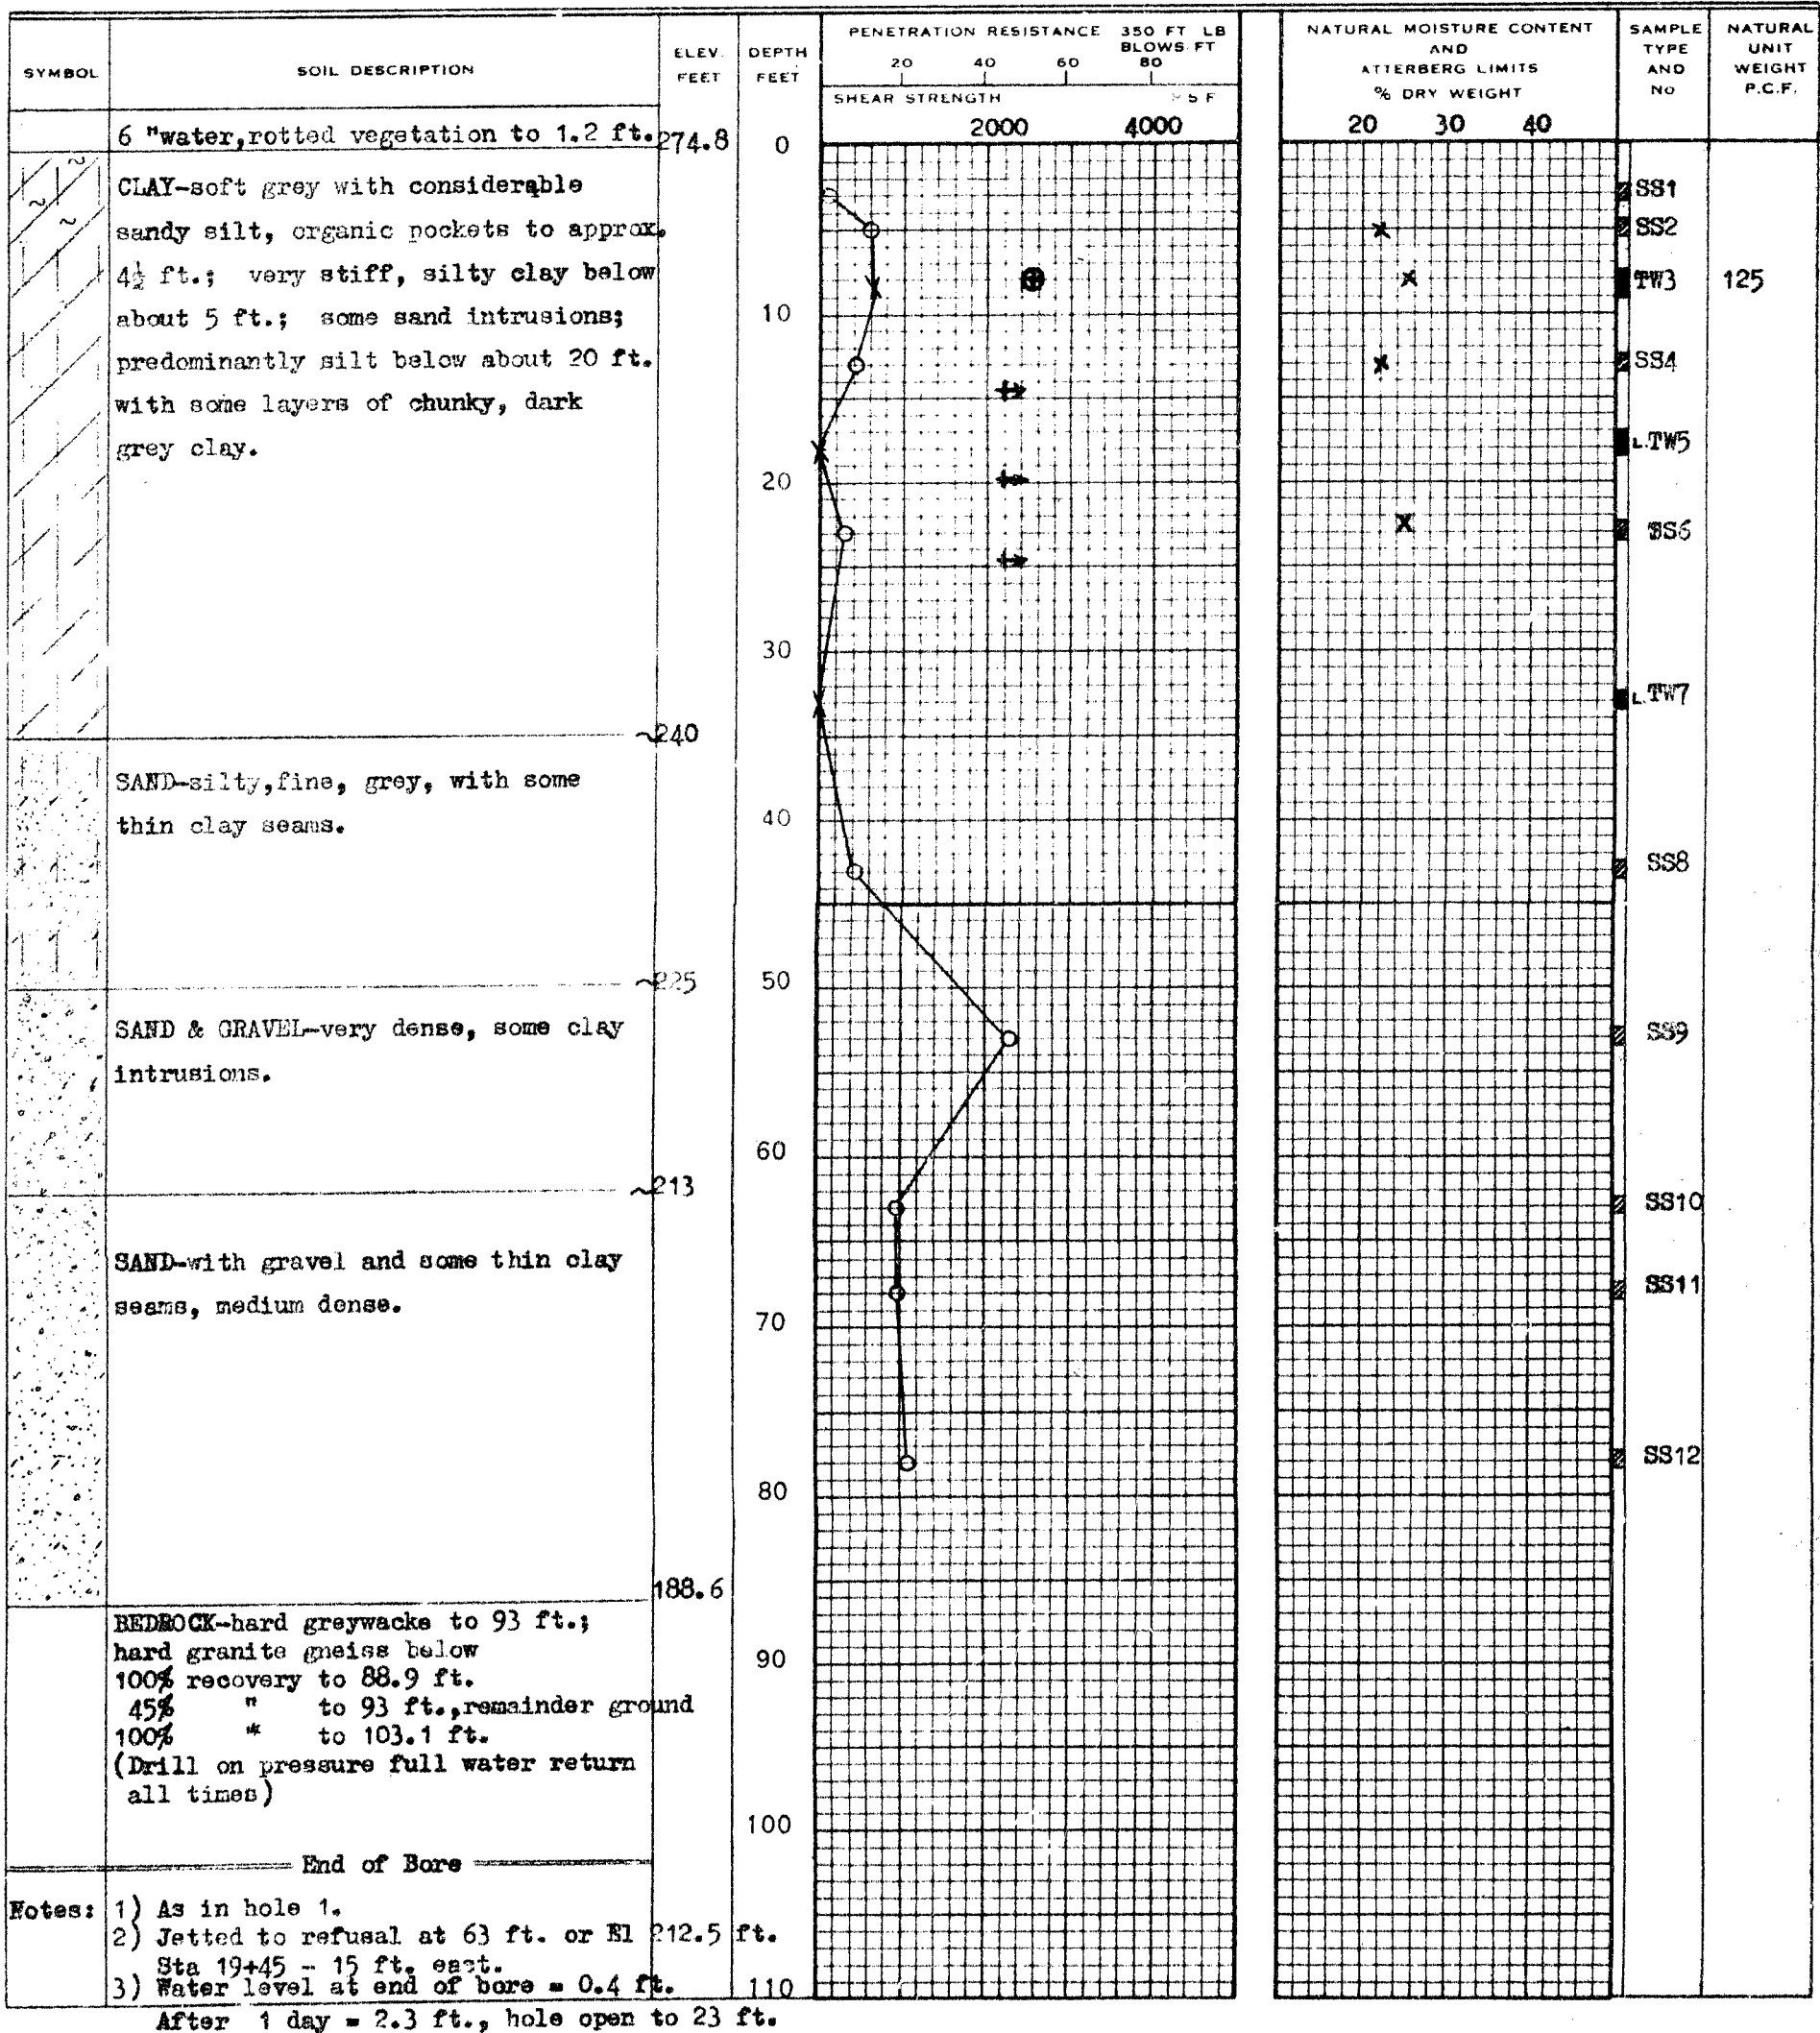 SYMBOL
SOIL DESCRIPTION
ELEV. FEET
DEPTH FEET
PENETRATION RESISTANCE 350 FT LB
BLOWS/FT
20 40 60 80
SHEAR STRENGTH
2000 4000
NATURAL MOISTURE CONTENT
AND
ATTERBERG LIMITS
% DRY WEIGHT
20 30 40
SAMPLE
TYPE
AND
No
NATURAL
UNIT
WEIGHT
P.C.F.
6 "water,rotted vegetation to 1.2 ft.
274.8
CLAY-soft grey with considerable
sandy silt, organic pockets to approx.
4½ ft.; very stiff, silty clay below
about 5 ft.; some sand intrusions;
predominantly silt below about 20 ft.
with some layers of chunky, dark
grey clay.
~240
SAND-silty,fine, grey, with some
thin clay seams.
~225
SAND & GRAVEL-very dense, some clay
intrusions.
~213
SAND-with gravel and some thin clay
seams, medium dense.
188.6
BEDROCK-hard greywacke to 93 ft.;
hard granite gneiss below
100% recovery to 88.9 ft.
45% " to 93 ft.,remainder ground
100% " to 103.1 ft.
(Drill on pressure full water return
all times)
End of Bore
0
10
20
30
40
50
60
70
80
90
100
110
SS1
SS2
TW3
125
SS4
L.TW5
SS6
L.TW7
SS8
SS9
SS10
SS11
SS12
Notes: 1) As in hole 1.
2) Jetted to refusal at 63 ft. or El 212.5 ft.
Sta 19+45 - 15 ft. east.
3) Water level at end of bore = 0.4 ft.
After 1 day = 2.3 ft., hole open to 23 ft.